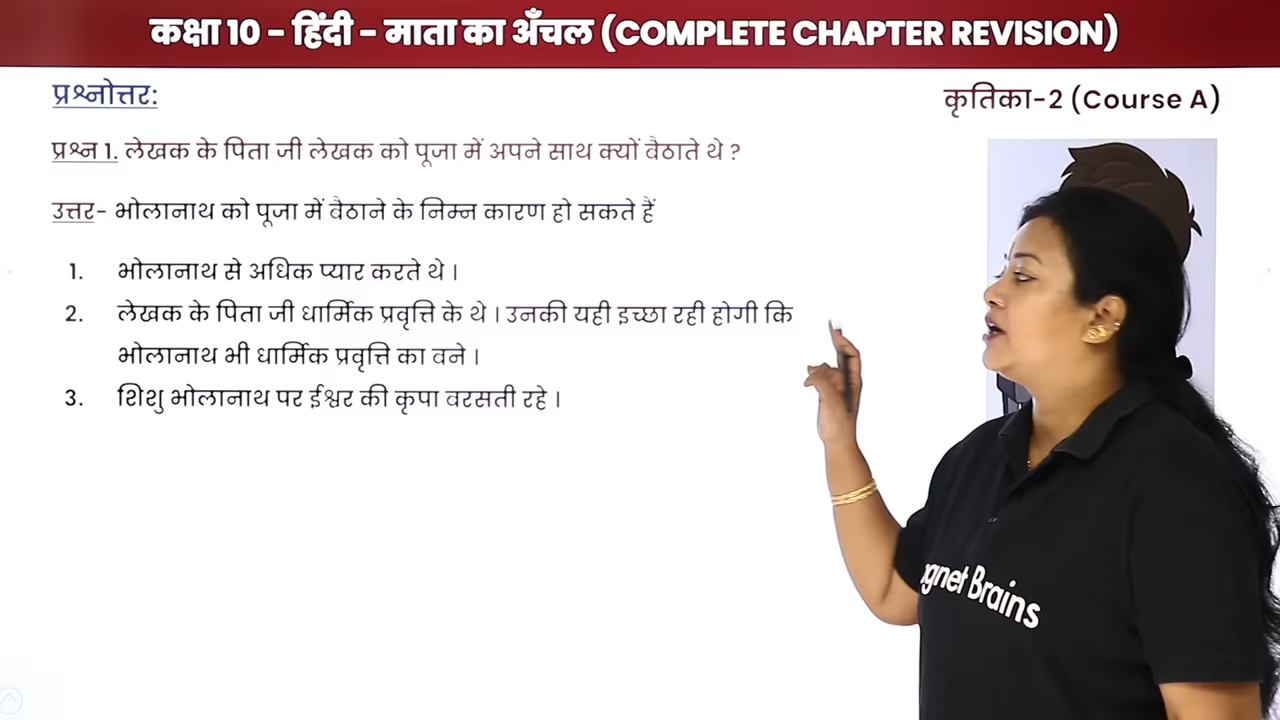 कक्षा 10 - हिंदी - माता का अँचल (COMPLETE CHAPTER REVISION)
प्रश्नोत्तर:
कृतिका-2 (Course A)
प्रश्न 1. लेखक के पिता जी लेखक को पूजा में अपने साथ क्यों बैठाते थे ?
उत्तर- भोलानाथ को पूजा में बैठाने के निम्न कारण हो सकते हैं
1. भोलानाथ से अधिक प्यार करते थे ।
2. लेखक के पिता जी धार्मिक प्रवृत्ति के थे । उनकी यही इच्छा रही होगी कि
भोलानाथ भी धार्मिक प्रवृत्ति का बने ।
3. शिशु भोलानाथ पर ईश्वर की कृपा बरसती रहे ।
gnet Brains